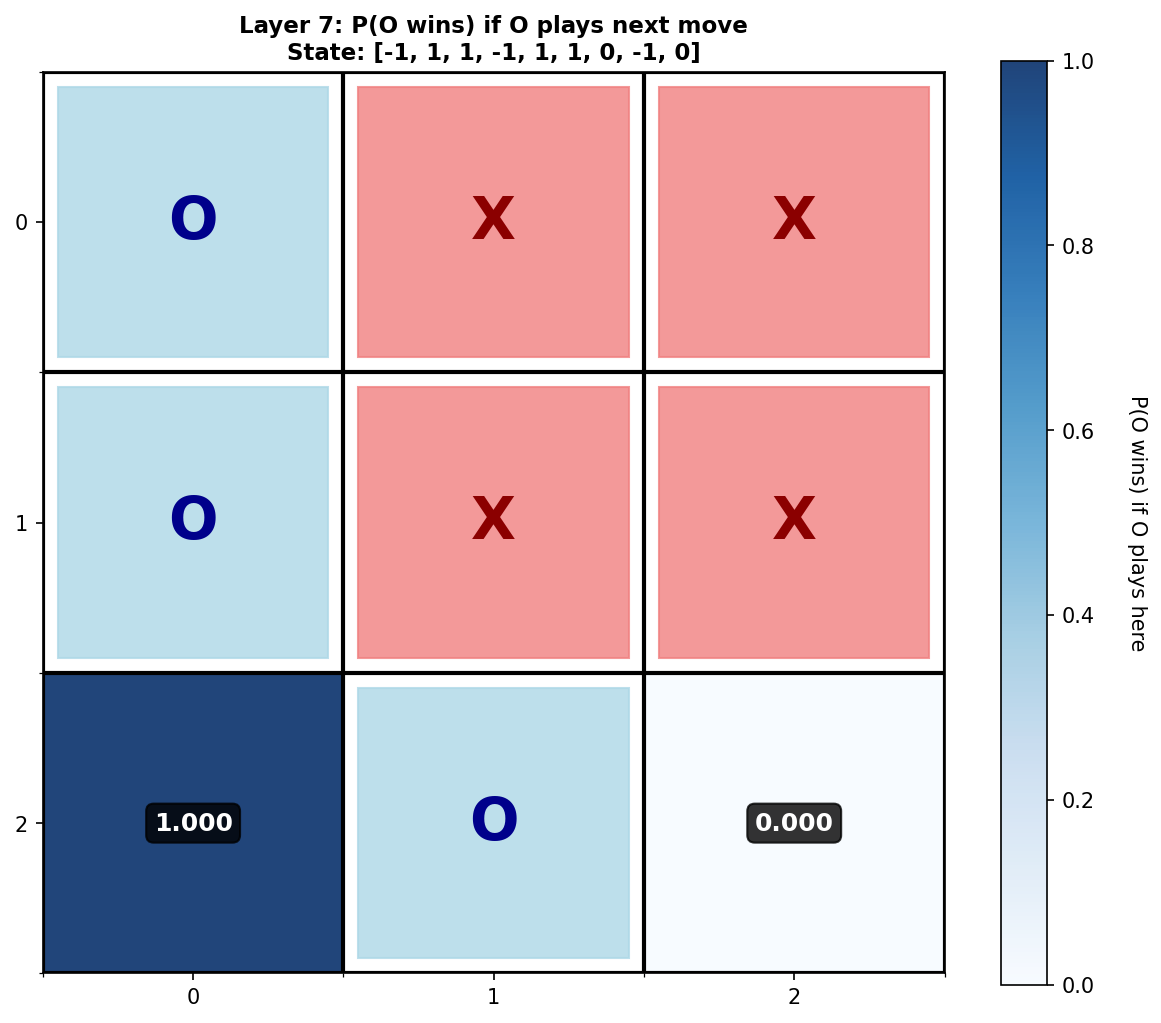 Layer 7: P(O wins) if O plays next move
State: [-1, 1, 1, -1, 1, 1, 0, -1, 0]
0
O
X
X
1
O
X
X
2
1.000
O
0.000
0
1
2
1.0
0.8
0.6
0.4
0.2
0.0
P(O wins) if O plays here